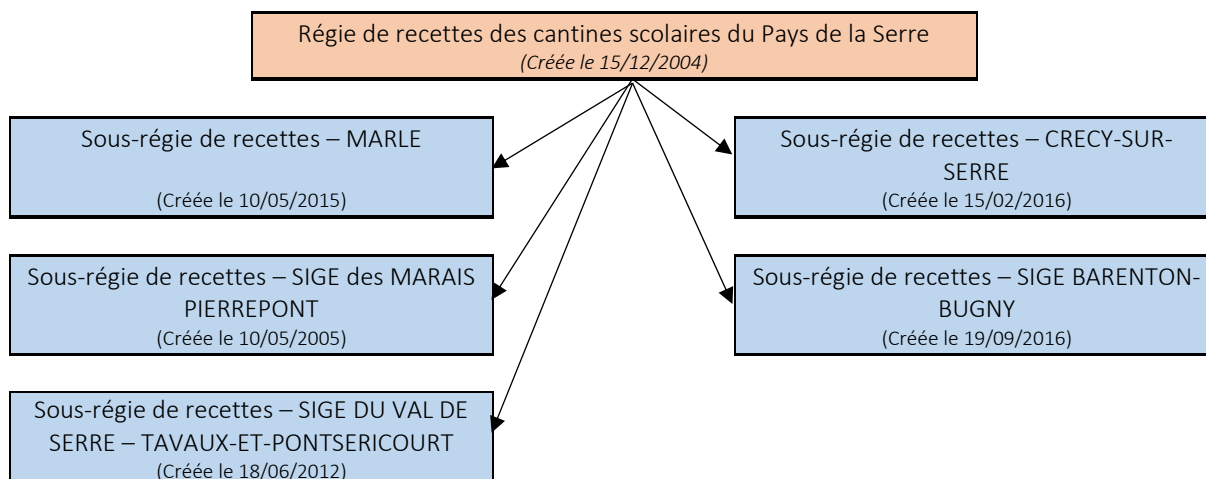 Régie de recettes des cantines scolaires du Pays de la Serre
(Créée le 15/12/2004)
Sous-régie de recettes – MARLE
(Créée le 10/05/2015)
Sous-régie de recettes – CRECY-SUR-
SERRE
(Créée le 15/02/2016)
Sous-régie de recettes – SIGE des MARAIS
PIERREPONT
(Créée le 10/05/2005)
Sous-régie de recettes – SIGE BARENTON-
BUGNY
(Créée le 19/09/2016)
Sous-régie de recettes – SIGE DU VAL DE
SERRE – TAVAUX-ET-PONTSERICOURT
(Créée le 18/06/2012)